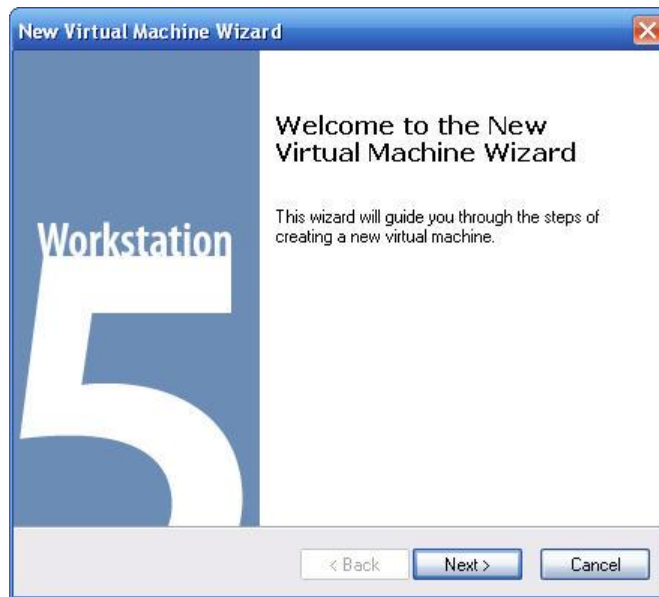 New Virtual Machine Wizard
Welcome to the New
Virtual Machine Wizard
This wizard will guide you through the steps of
creating a new virtual machine.
Workstation
5
< Back
Next >
Cancel